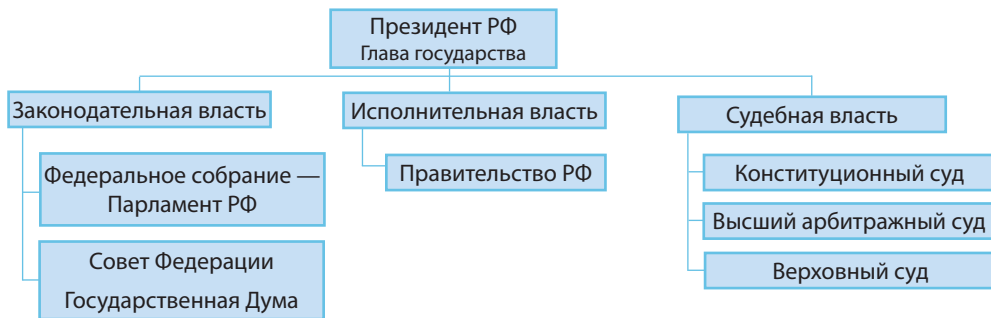 Президент РФ
Глава государства
Законодательная власть
Федеральное собрание —
Парламент РФ
Совет Федерации
Государственная Дума
Исполнительная власть
Правительство РФ
Судебная власть
Конституционный суд
Высший арбитражный суд
Верховный суд